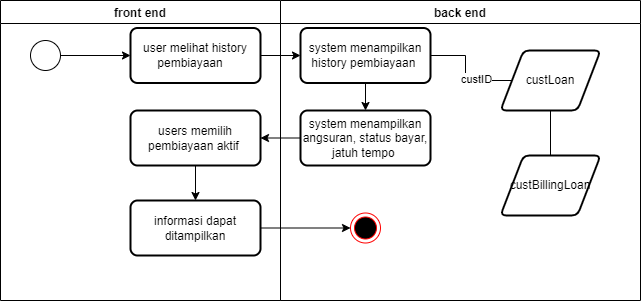 front end
back end
user melihat history
pembiayaan
system menampilkan
history pembiayaan
custID
custLoan
users memilih
pembiayaan aktif
system menampilkan
angsuran, status bayar,
jatuh tempo
custBillingLoan
informasi dapat
ditampilkan